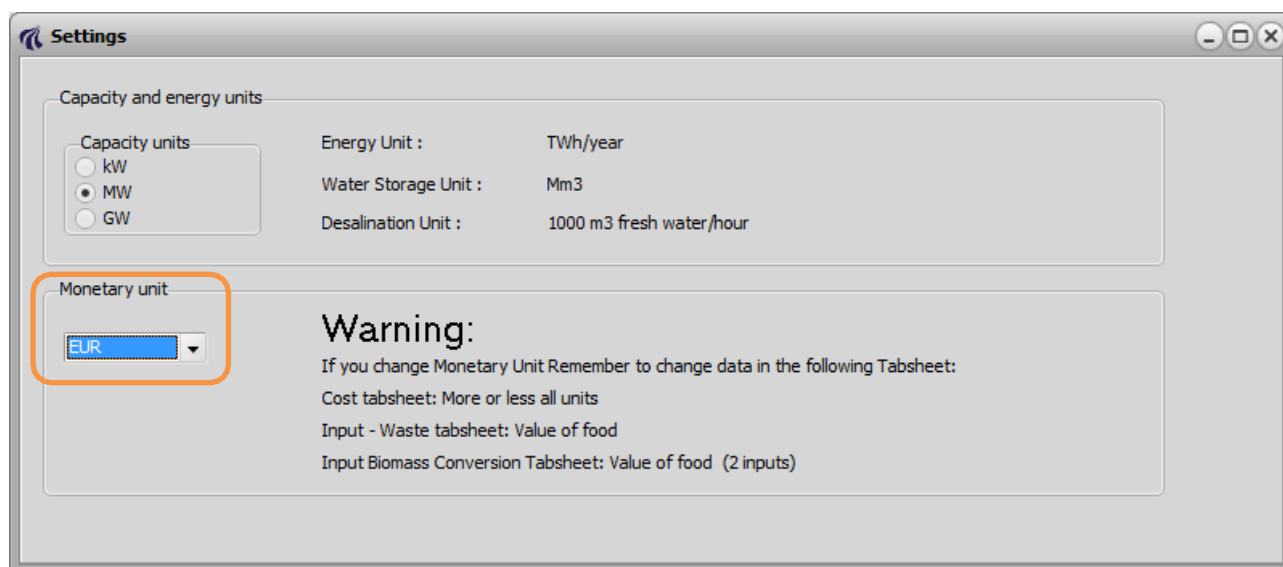 Settings
Capacity and energy units
Capacity units
kW
MW
GW
Energy Unit : TWh/year
Water Storage Unit : Mm3
Desalination Unit : 1000 m3 fresh water/hour
Monetary unit
EUR
Warning:
If you change Monetary Unit Remember to change data in the following Tabsheet:
Cost tabsheet: More or less all units
Input - Waste tabsheet: Value of food
Input Biomass Conversion Tabsheet: Value of food (2 inputs)